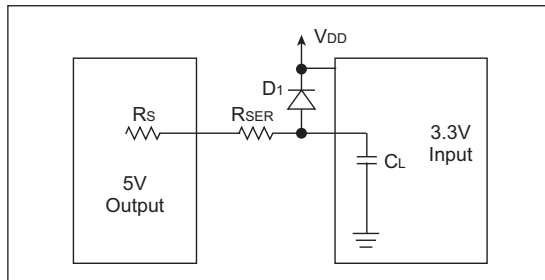 VDD
D1
RS
RSER
3.3V
Input
CL
5V
Output